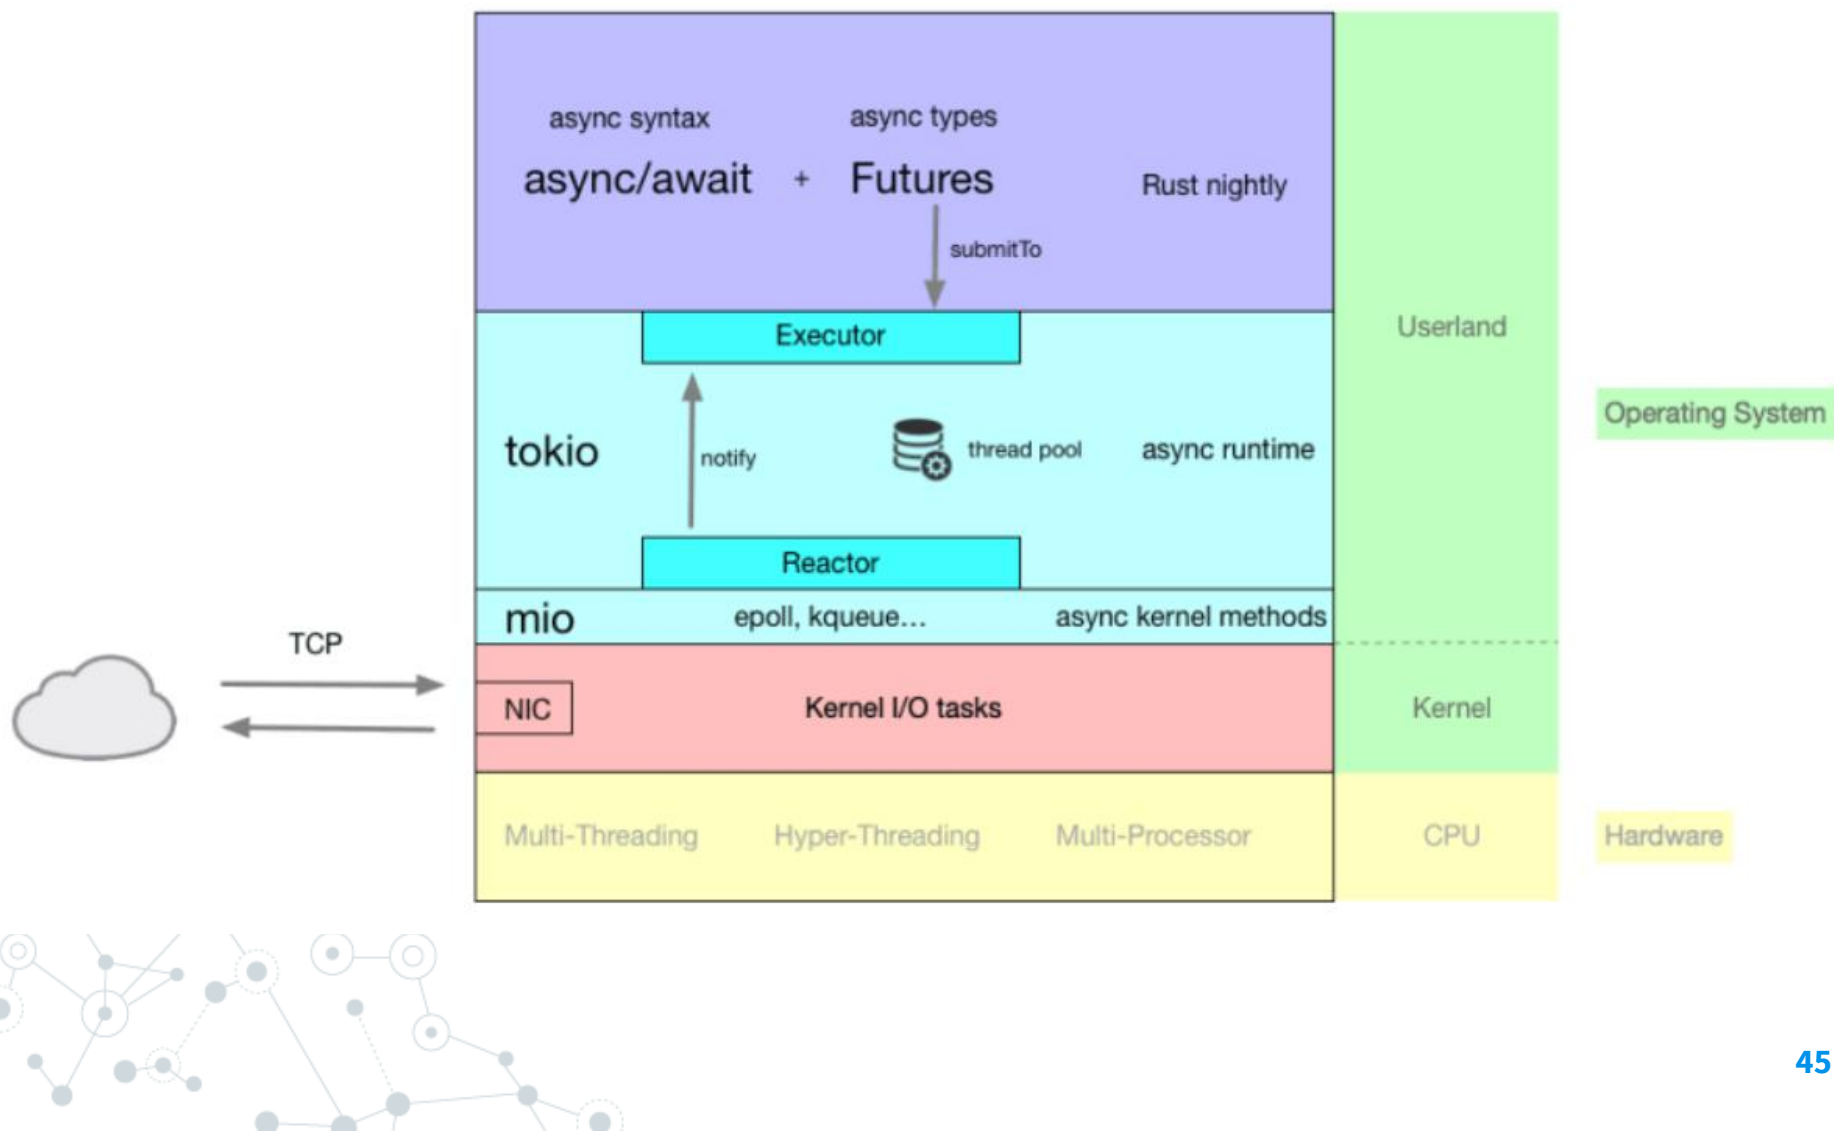 async syntax
async types
async/await + Futures
Rust nightly
submitTo
Executor
Userland
Operating System
tokio
notify
thread pool
async runtime
Reactor
mio
epoll, kqueue...
async kernel methods
TCP
NIC
Kernel I/O tasks
Kernel
Multi-Threading
Hyper-Threading
Multi-Processor
CPU
Hardware
45